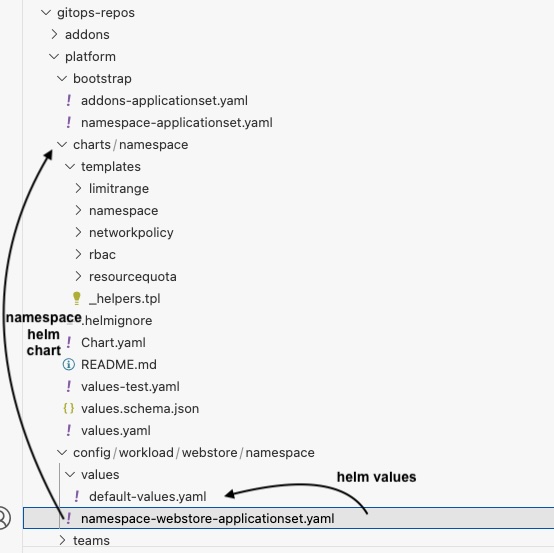 gitops-repos
addons
platform
bootstrap
addons-applicationset.yaml
namespace-applicationset.yaml
charts/namespace
templates
limitrange
namespace
networkpolicy
rbac
resourcequota
_helpers.tpl
.helmignore
namespace
helm
chart
Chart.yaml
README.md
values-test.yaml
values.schema.json
values.yaml
config/workload/webstore/namespace
values
helm values
default-values.yaml
namespace-webstore-applicationset.yaml
teams